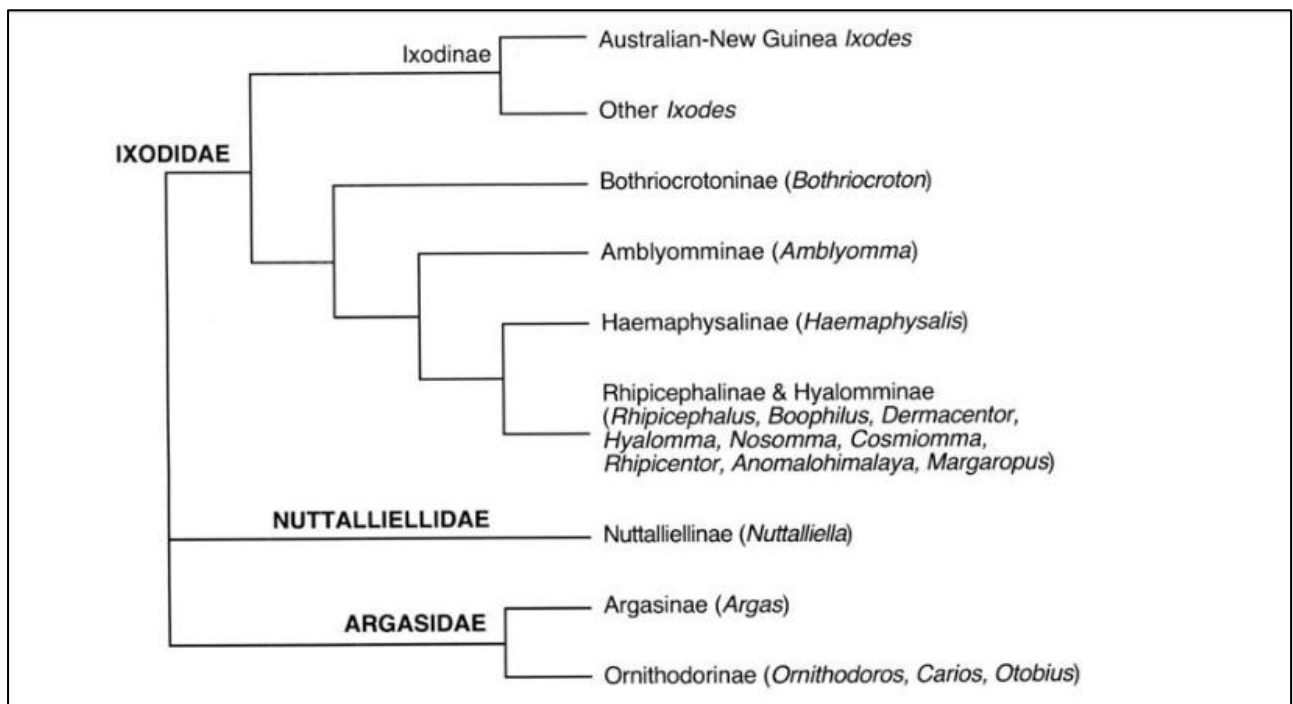 Ixodinae
Australian-New Guinea Ixodes
Other Ixodes
IXODIDAE
Bothriocrotoninae (Bothriocroton)
Amblyomminae (Amblyomma)
Haemaphysalinae (Haemaphysalis)
Rhipicephalinae & Hyalomminae
(Rhipicephalus, Boophilus, Dermacentor,
Hyalomma, Nosomma, Cosmiomma,
Rhipicentor, Anomalohimalaya, Margaropus)
NUTTALLIELLIDAE
Nuttalliellinae (Nuttalliella)
ARGASIDAE
Argasinae (Argas)
Ornithodorinae (Ornithodoros, Carios, Otobius)